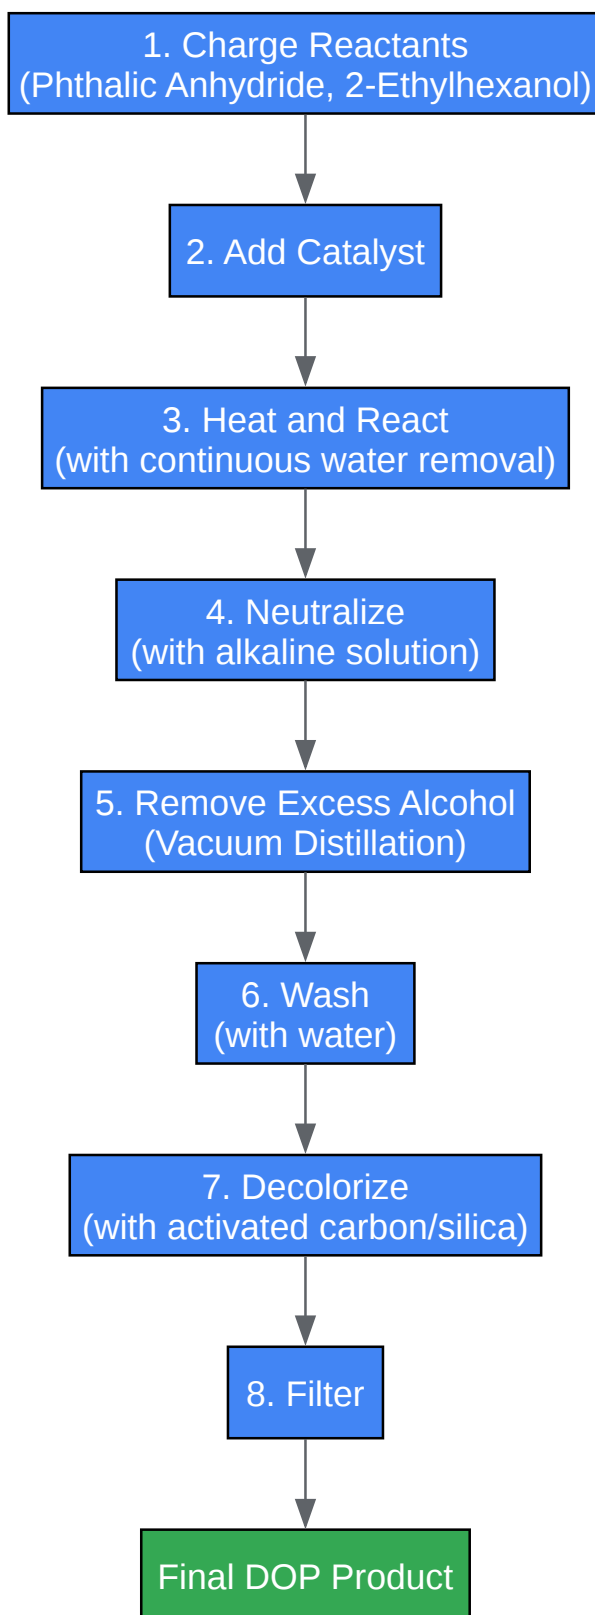 1. Charge Reactants
(Phthalic Anhydride, 2-Ethylhexanol)
2. Add Catalyst
3. Heat and React
(with continuous water removal)
4. Neutralize
(with alkaline solution)
5. Remove Excess Alcohol
(Vacuum Distillation)
6. Wash
(with water)
7. Decolorize
(with activated carbon/silica)
8. Filter
Final DOP Product